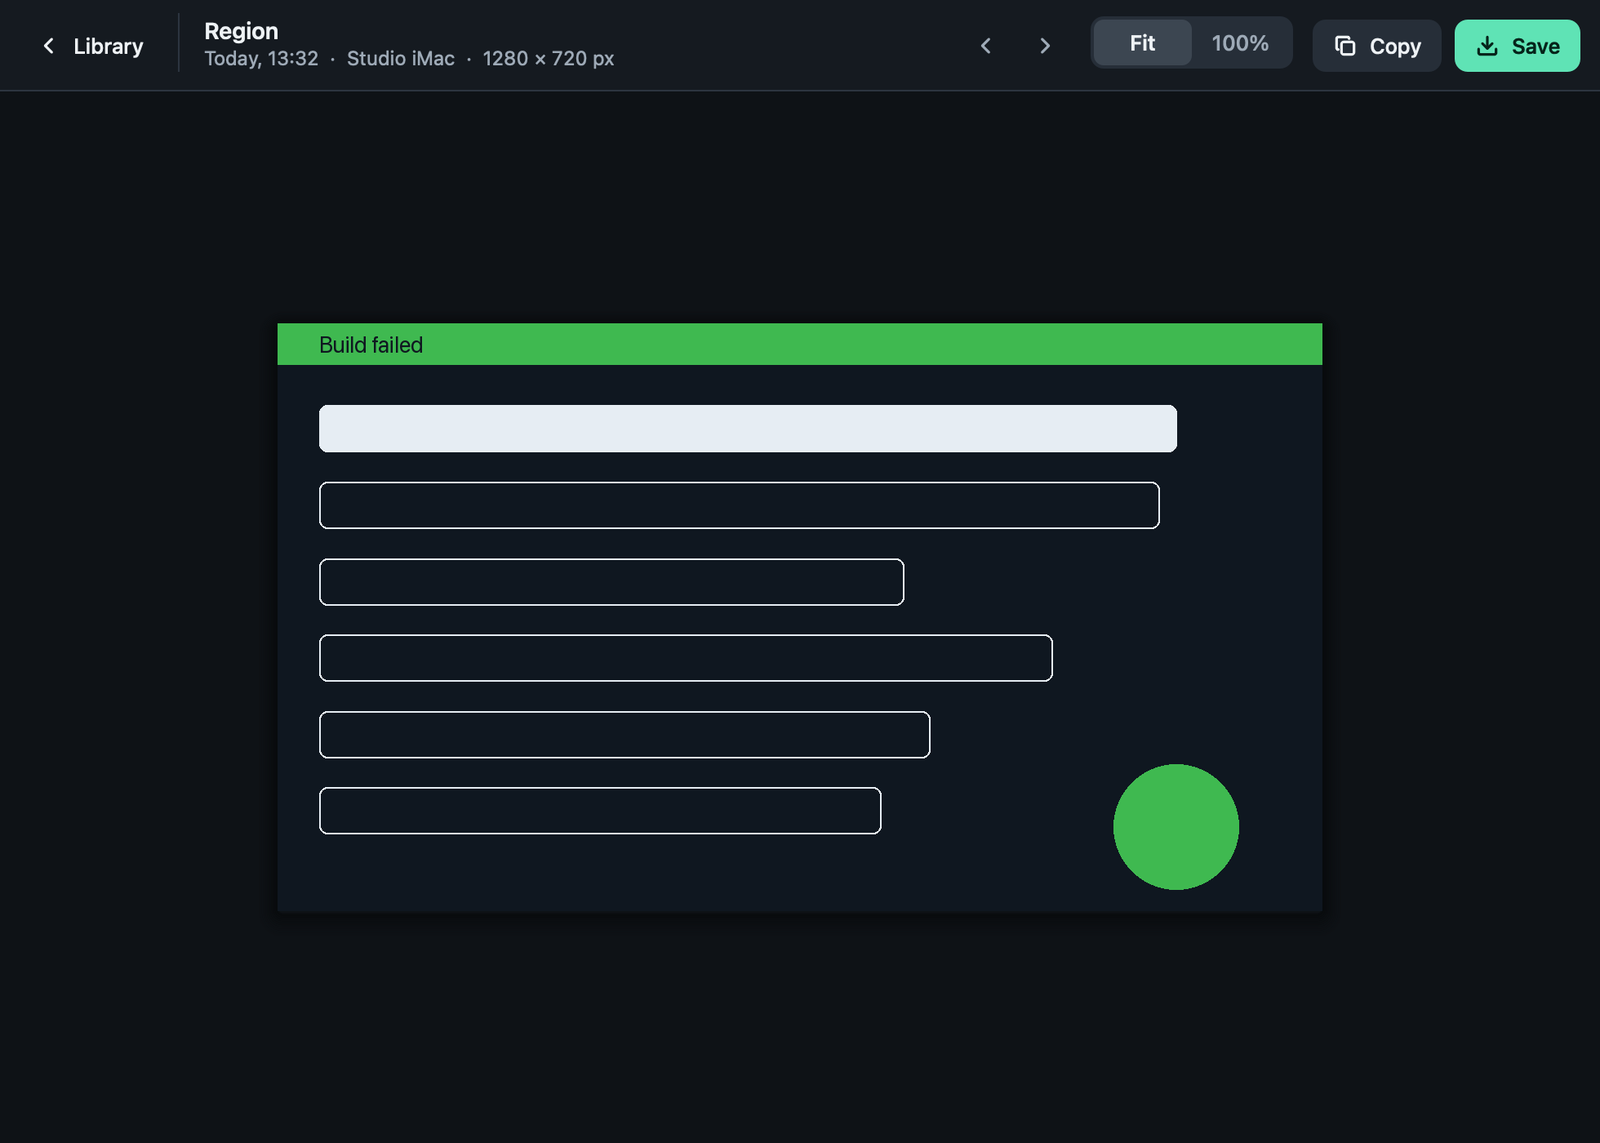 Library
Region
Today, 13:32 · Studio iMac · 1280 × 720 px
Fit
100%
Copy
Save
Build failed